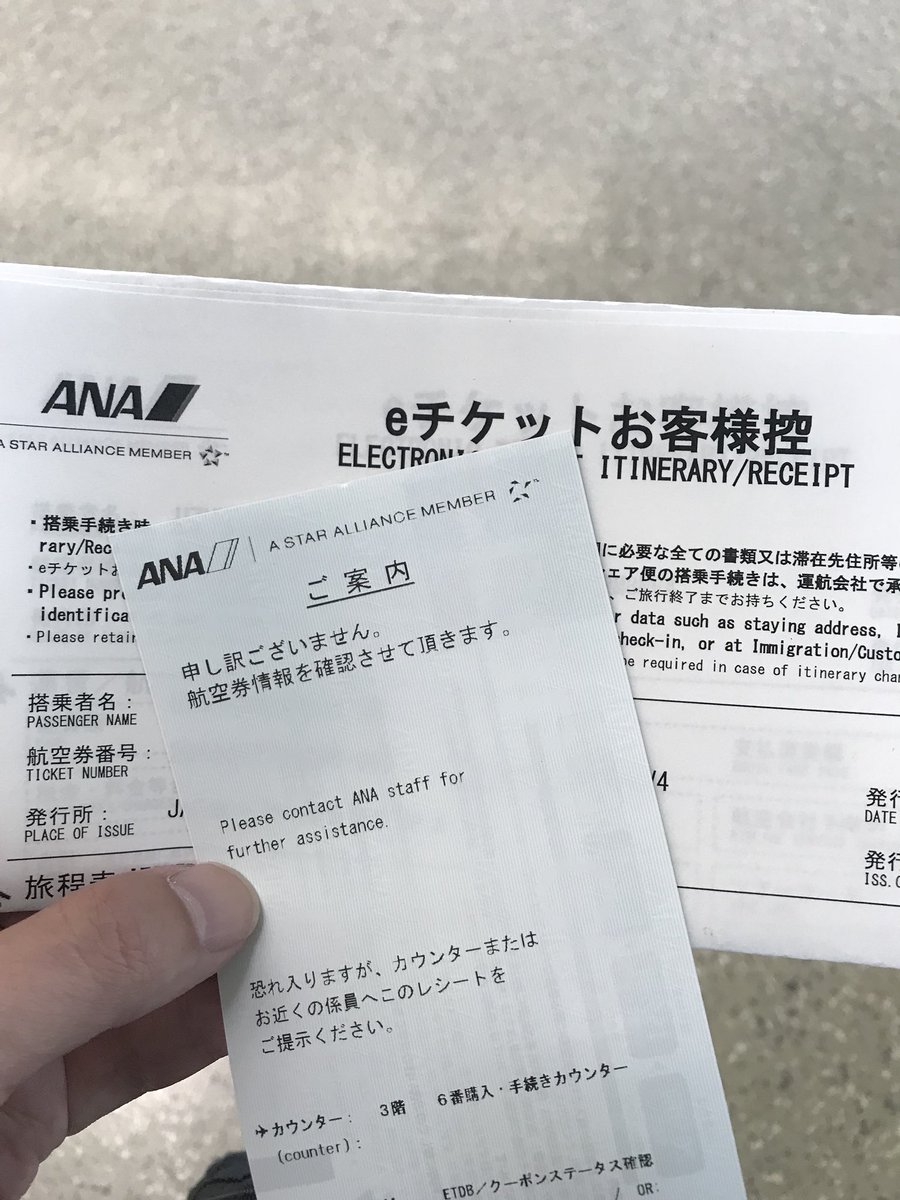 ANA
A STAR ALLIANCE MEMBER
eチケットお客様控
ITINERARY/RECEIPT
・搭乗手続き時
rary/Rec
・eチケットお
・Please
identifica
・Please retain
に必要な全ての書類又は滞在先住所等
ェア便の搭乗手続きは、運航会社で承
、ご旅行終了までお持ちください。
data such as staying address,
check-in, or at Immigration/Custo
be required in case of itinerary chan
搭乗者名：
PASSENGER NAME
航空券番号：
TICKET NUMBER
発行所：
PLACE OF ISSUE
/4
発行
DATE
発行
ISS.
旅程表
ANA
A STAR ALLIANCE MEMBER
ご案内
申し訳ございません。
航空券情報を確認させて頂きます。
Please contact ANA staff for
further assistance.
恐れ入りますが、カウンターまたは
お近くの係員へこのレシートを
ご提示ください。
✈カウンター： 3階 6番購入・手続きカウンター
(counter):
ETDB／クーポンステータス確認
/ OR: